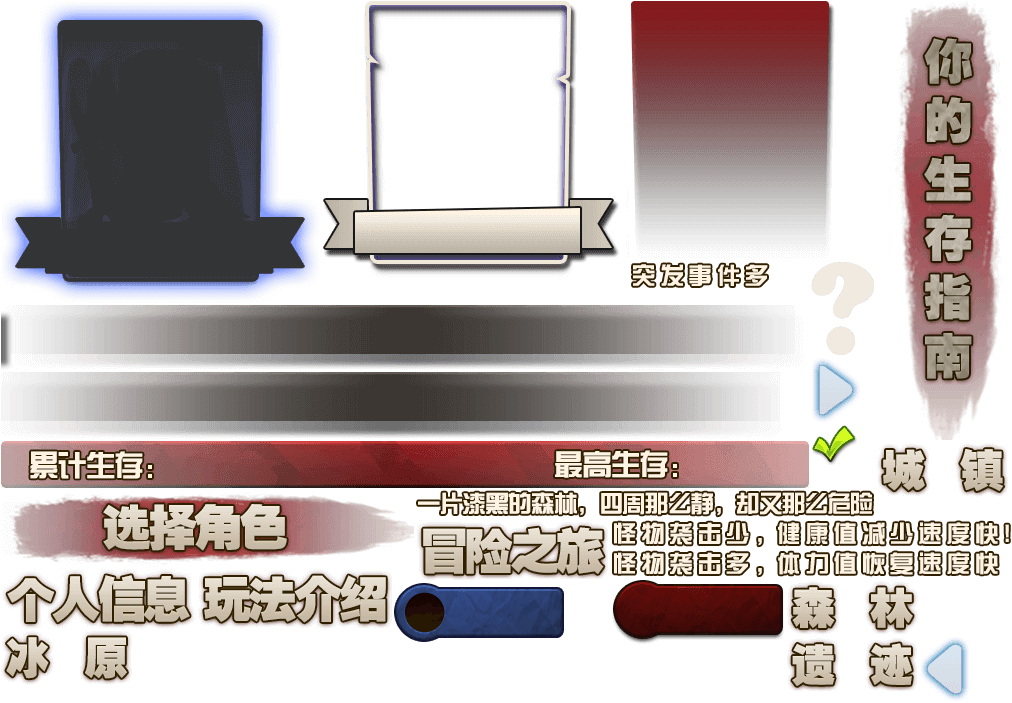 你的生存指南
突发事件多
累计生存: 最高生存:
城 镇
一片漆黑的森林, 四周那么静, 却又那么危险
选择角色
冒险之旅
怪物袭击少, 健康值减少速度快!
怪物袭击多, 体力值恢复速度快
个人信息 玩法介绍
森 林
冰 原
遗 迹